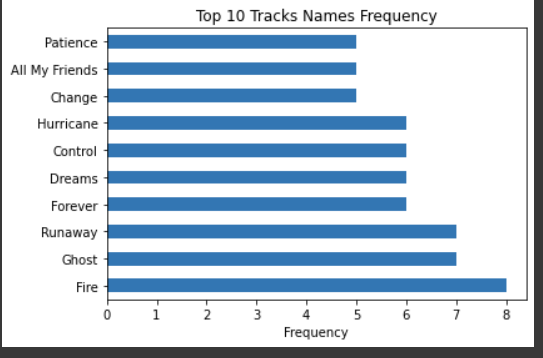 Top 10 Tracks Names Frequency
Patience
All My Friends
Change
Hurricane
Control
Dreams
Forever
Runaway
Ghost
Fire
0 1 2 3 4 5 6 7 8
Frequency